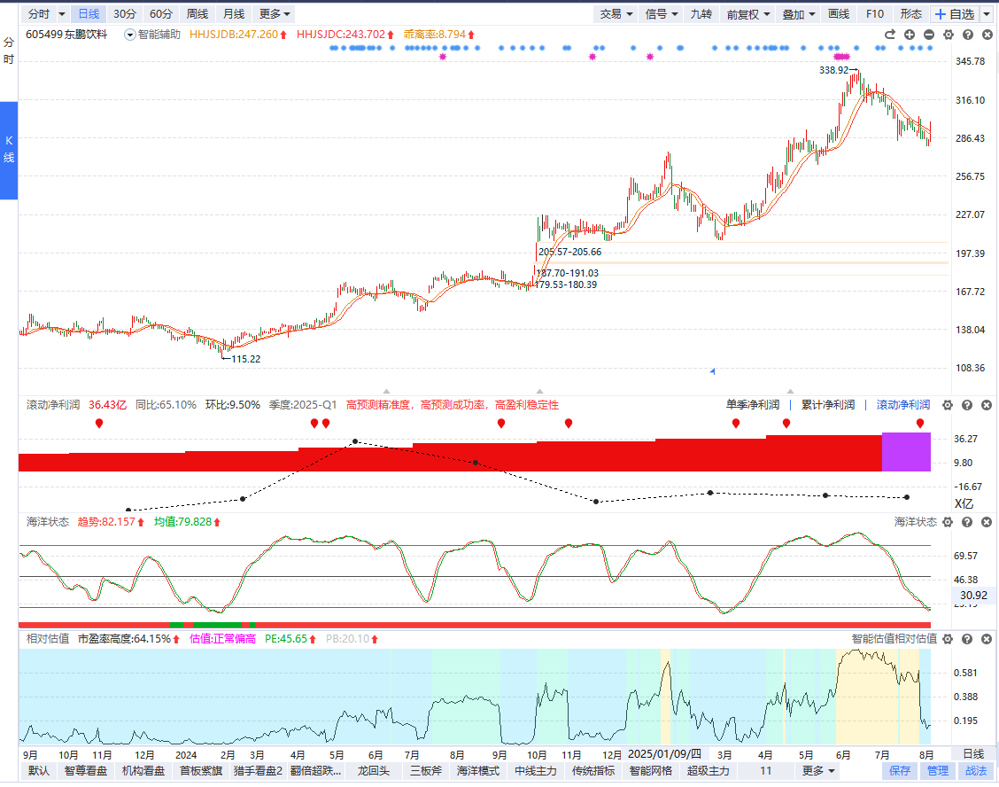 分时 日线 30分 60分 周线 月线 更多 交易 信号 九转 前复权 叠加 画线 F10 形态 自选
分时
K线
605499 东鹏饮料 智能辅助 HHJSJDB:247.260 HHJSJDC:243.702 乖离率:8.794
345.78
338.92
316.10
286.43
256.75
227.07
205.57-205.66
197.39
187.70-191.03
179.53-180.39
167.72
138.04
115.22
108.36
滚动净利润 36.43亿 同比:65.10% 环比:9.50% 季度:2025-Q1 高预测精准度，高预测成功率，高盈利稳定性 单季净利润 | 累计净利润 | 滚动净利润
36.27
9.80
-16.67
X亿
海洋状态 趋势:82.157 均值:79.828 海洋状态
69.57
46.38
30.92
相对估值 市盈率高度:64.15% 估值:正常偏高 PE:45.65 PB:20.10 智能估值相对估值
0.581
0.388
0.195
9月 10月 11月 12月 2024 2月 3月 4月 5月 6月 7月 8月 9月 10月 11月 12月 2025/01/09/四 3月 4月 5月 6月 7月 8月 日线
默认 智尊看盘 机构看盘 首板紫旗 猎手看盘2 翻倍超跌... 龙回头 三板斧 海洋模式 中线主力 传统指标 智能网格 超级主力 11 更多 保存 管理 战法